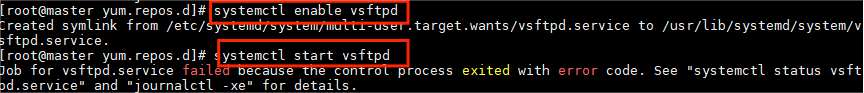 [root@master yum.repos.d]# systemctl enable vsftpd
Created symlink from /etc/systemd/system/multi-user.target.wants/vsftpd.service to /usr/lib/systemd/system/v
sftpd.service.
[root@master yum.repos.d]# systemctl start vsftpd
Job for vsftpd.service failed because the control process exited with error code. See "systemctl status vsft
pd.service" and "journalctl -xe" for details.